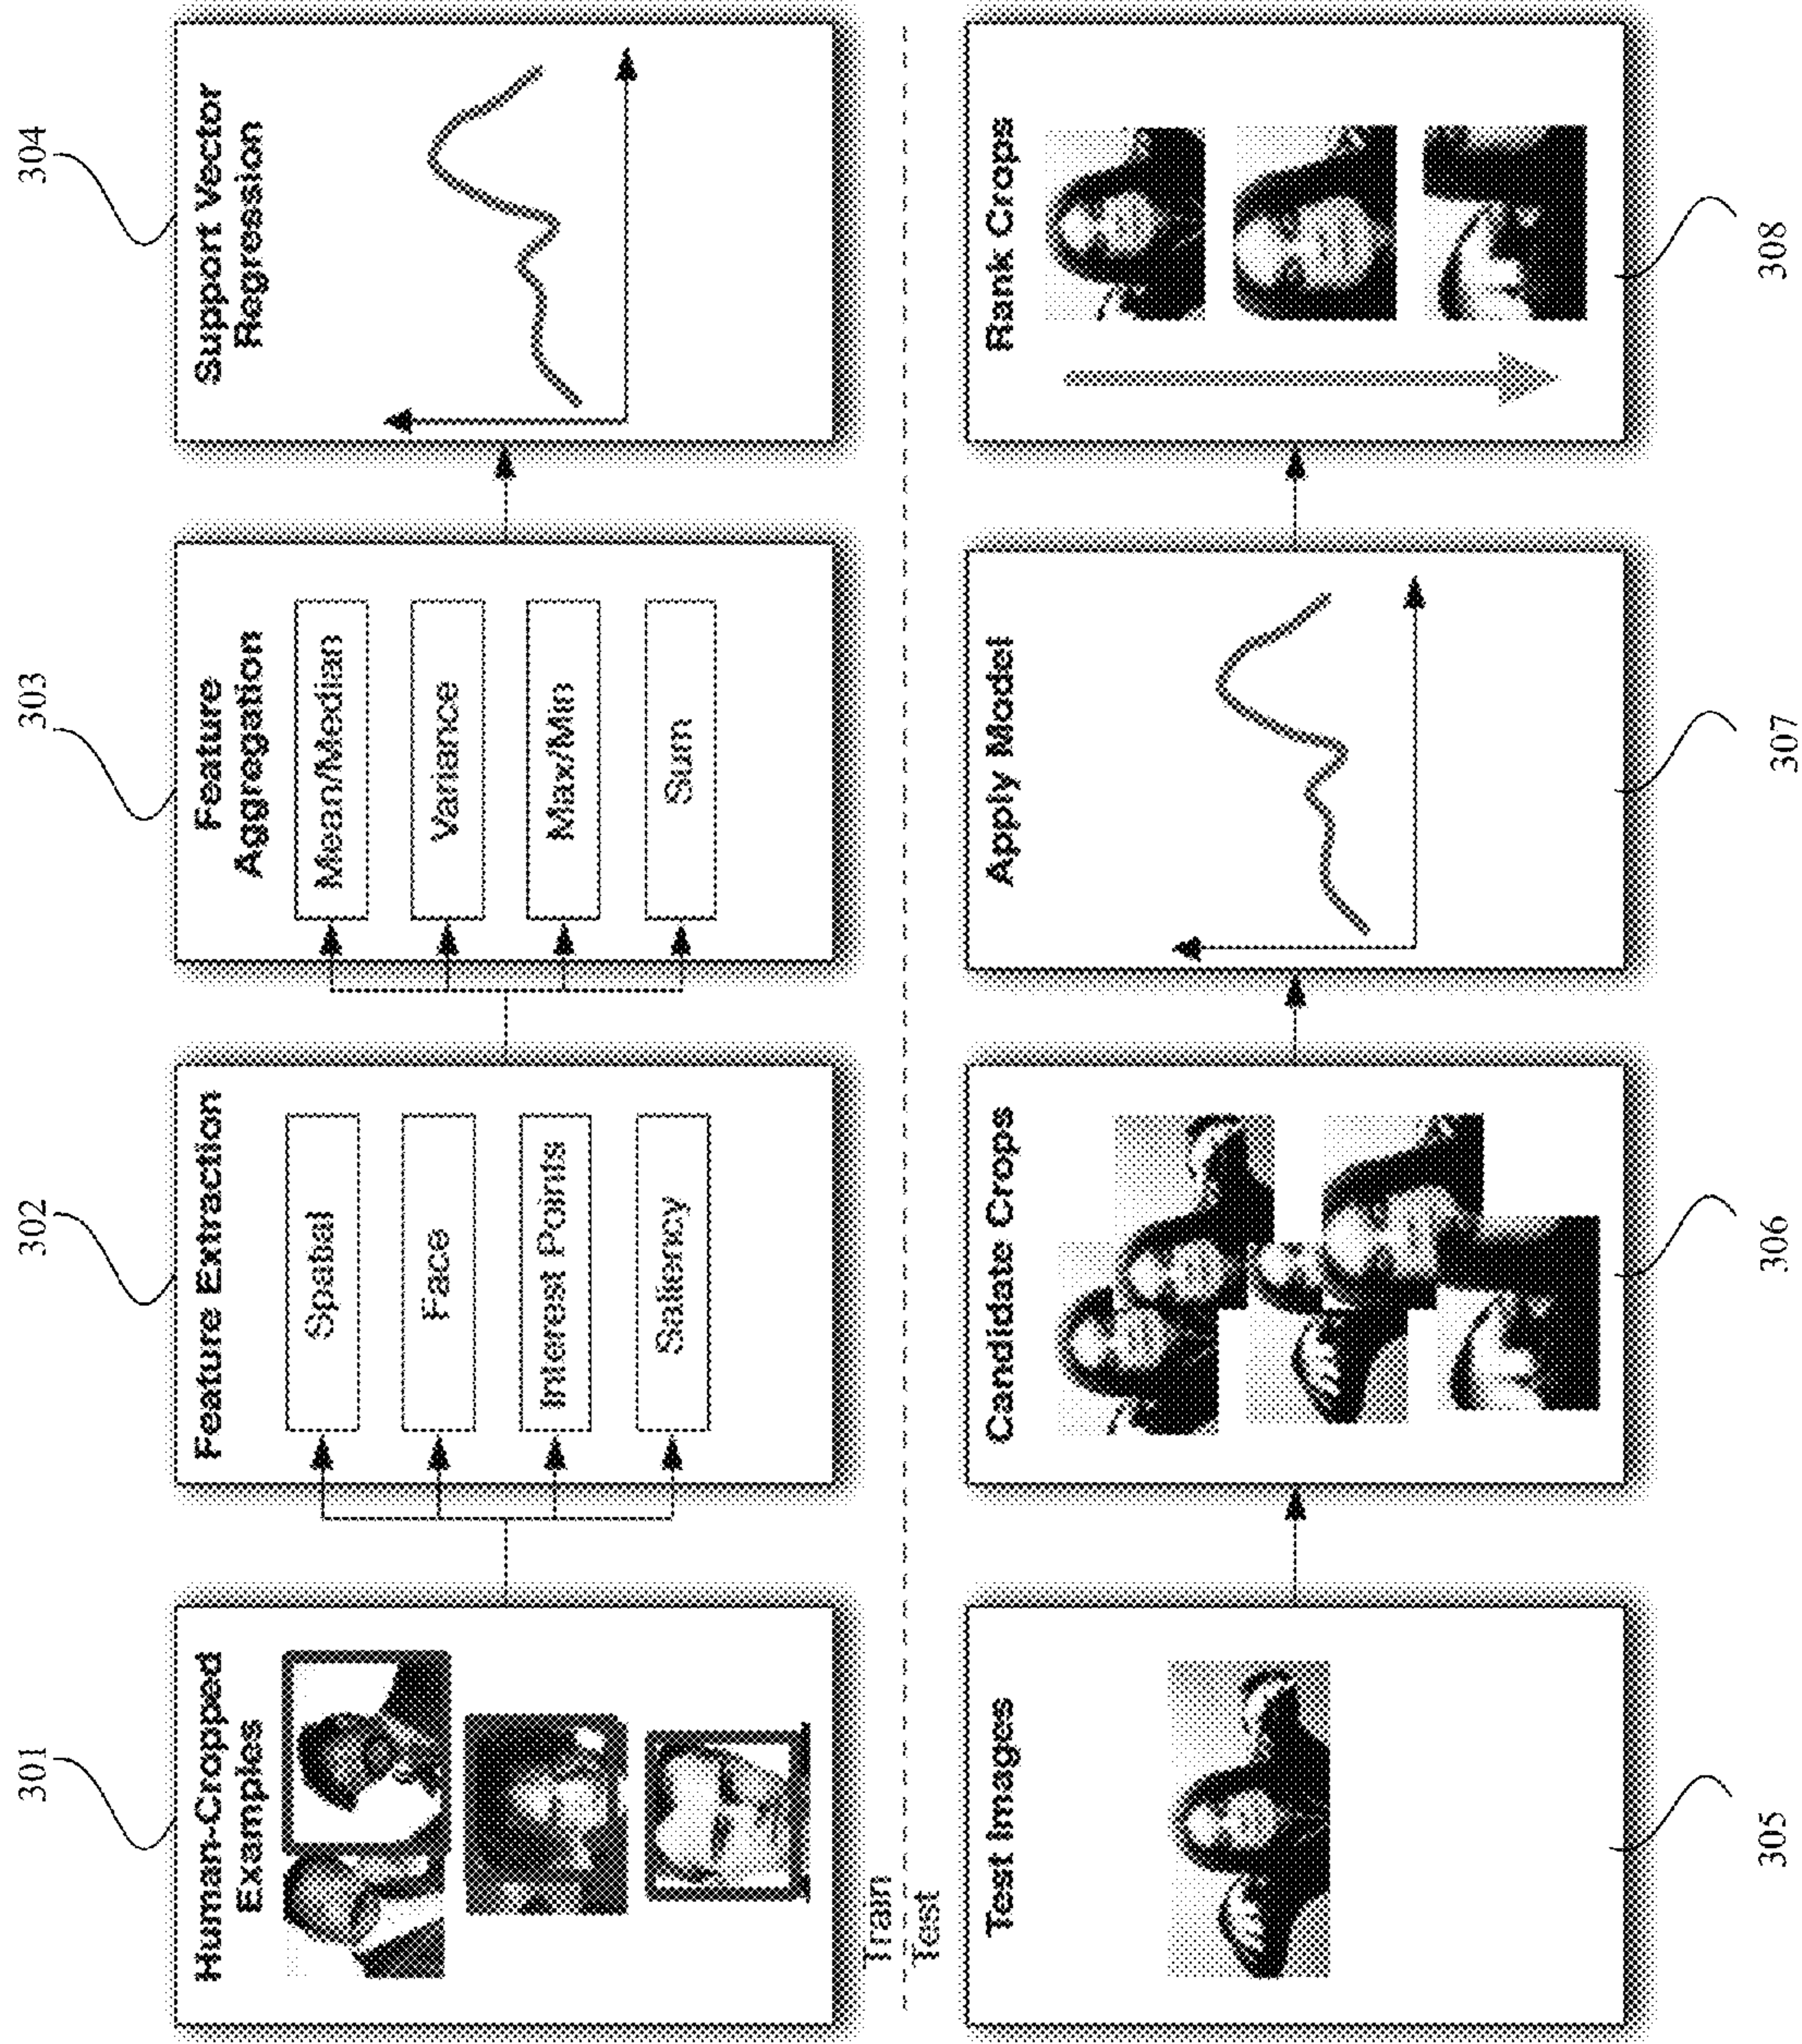 301
302
303
304
Human-Cropped
Examples
Feature Extraction
Spatial
Face
Interest Points
Saliency
Feature
Aggregation
Mean/Median
Variance
Max/Min
Sum
Support Vector
Regression
Train
Test
Test Images
Candidate Crops
Apply Model
Rank Crops
305
306
307
308